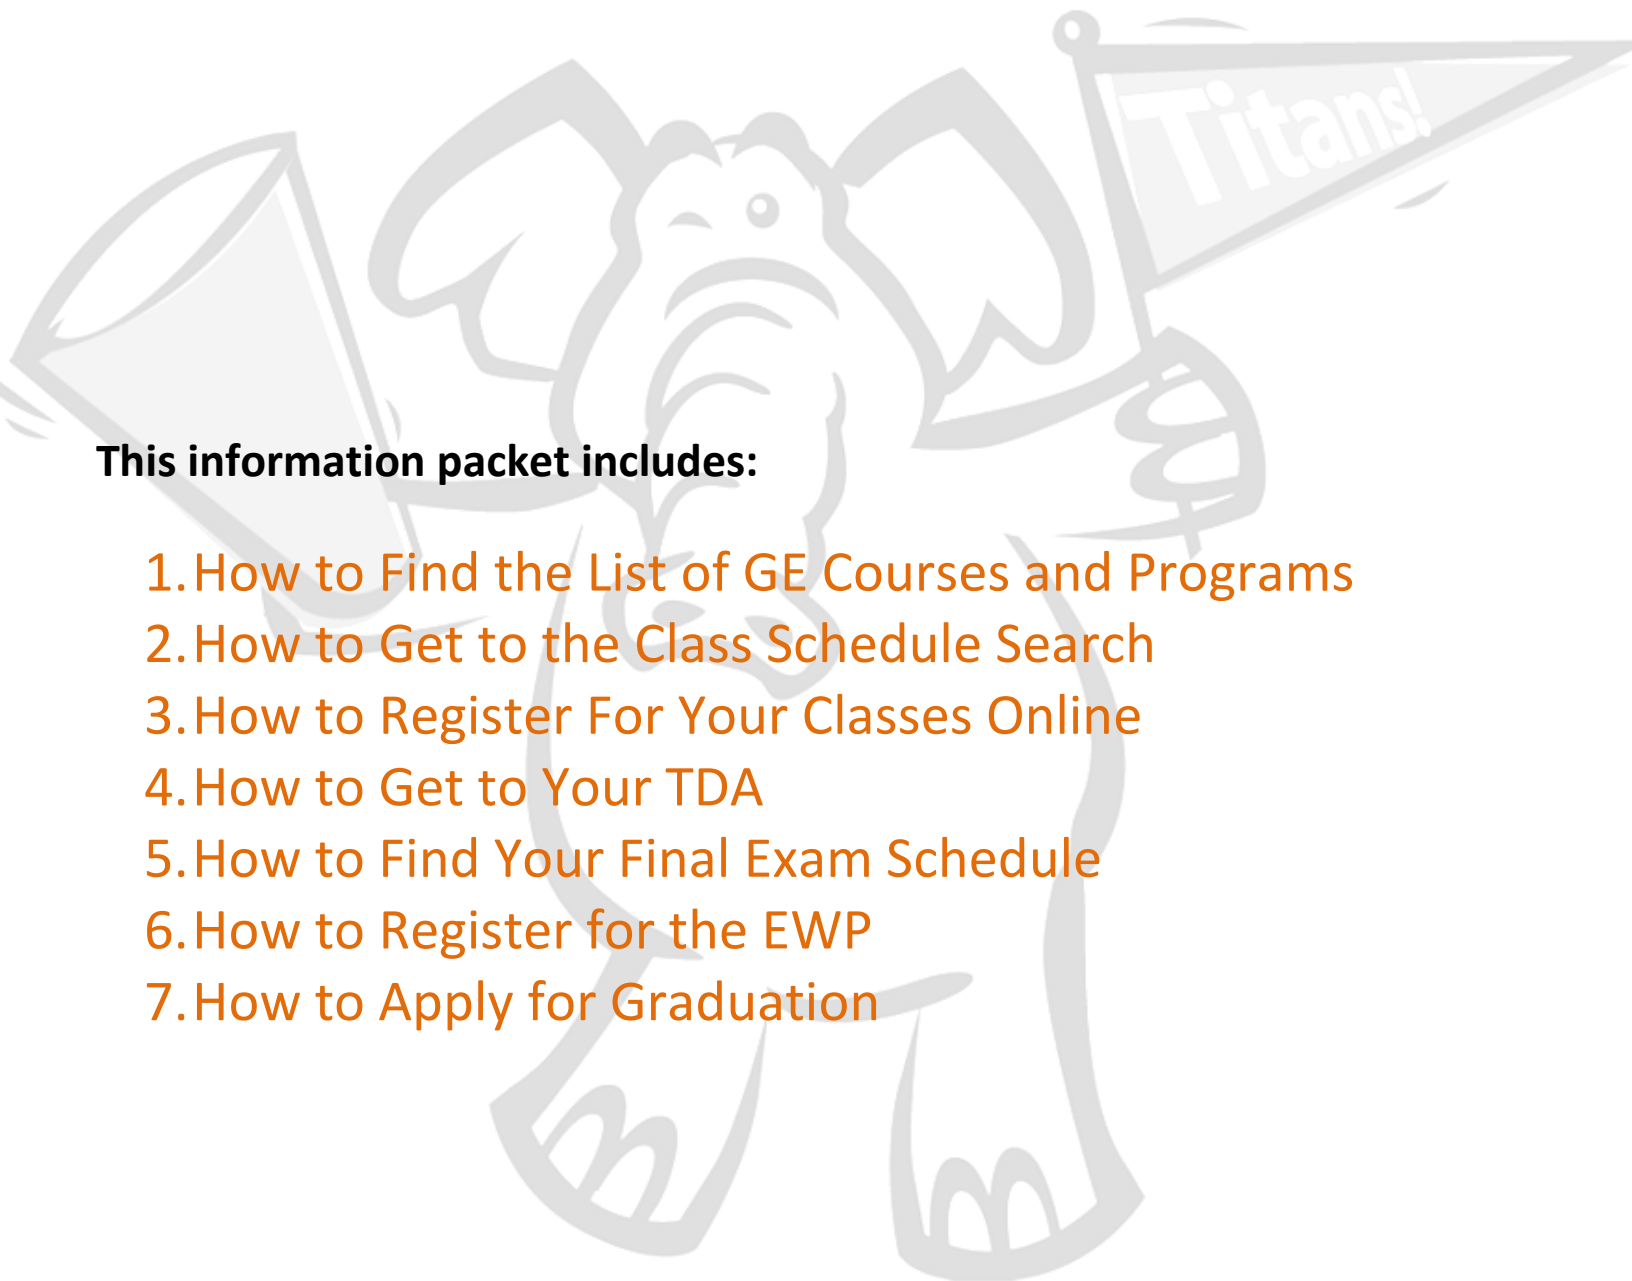 Titans!
This information packet includes:
1. How to Find the List of GE Courses and Programs
2. How to Get to the Class Schedule Search
3. How to Register For Your Classes Online
4. How to Get to Your TDA
5. How to Find Your Final Exam Schedule
6. How to Register for the EWP
7. How to Apply for Graduation